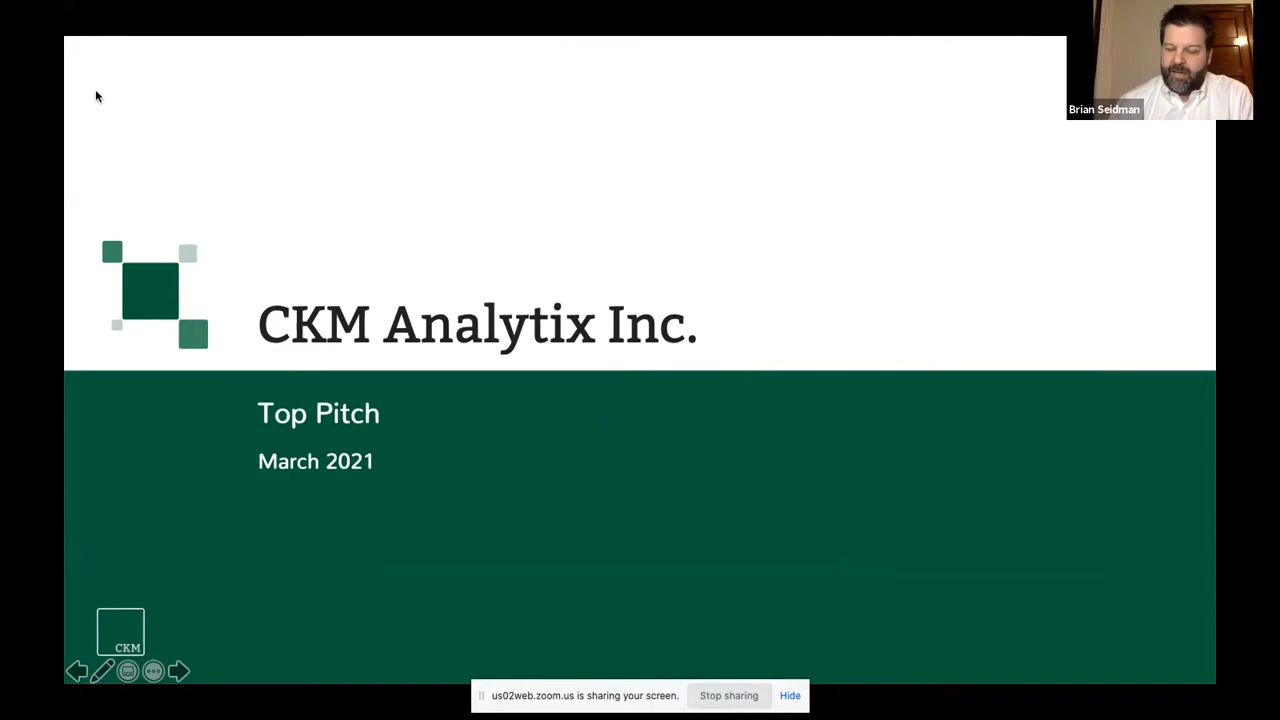 Brian Seidman
CKM Analytix Inc.
Top Pitch
March 2021
CKM
us02web.zoom.us is sharing your screen.
Stop sharing
Hide